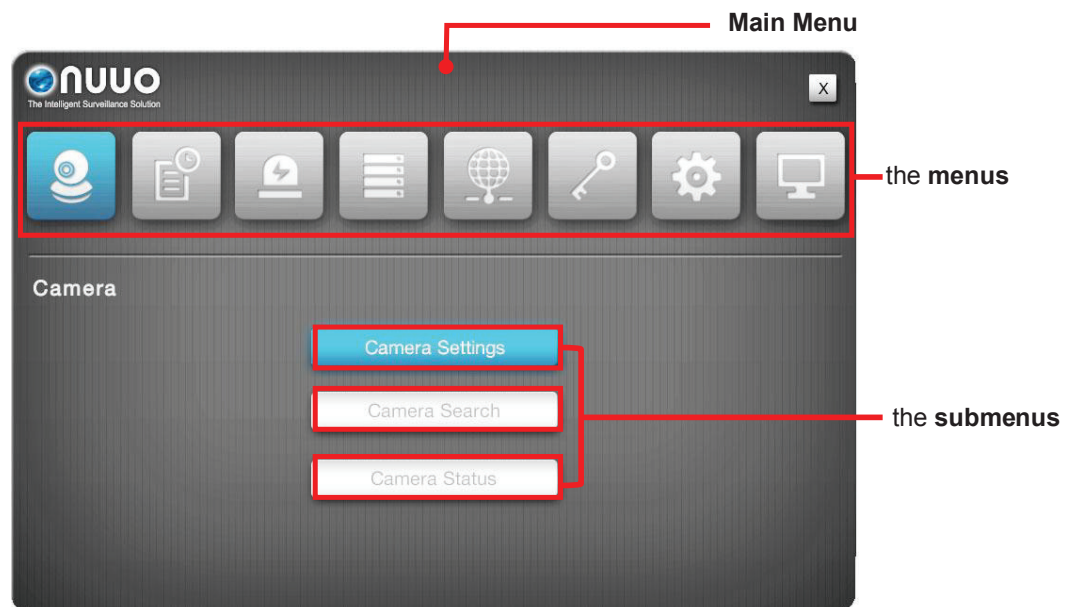 Main Menu
nuuo
The Intelligent Surveillance Solution
X
the menus
Camera
Camera Settings
Camera Search
the submenus
Camera Status